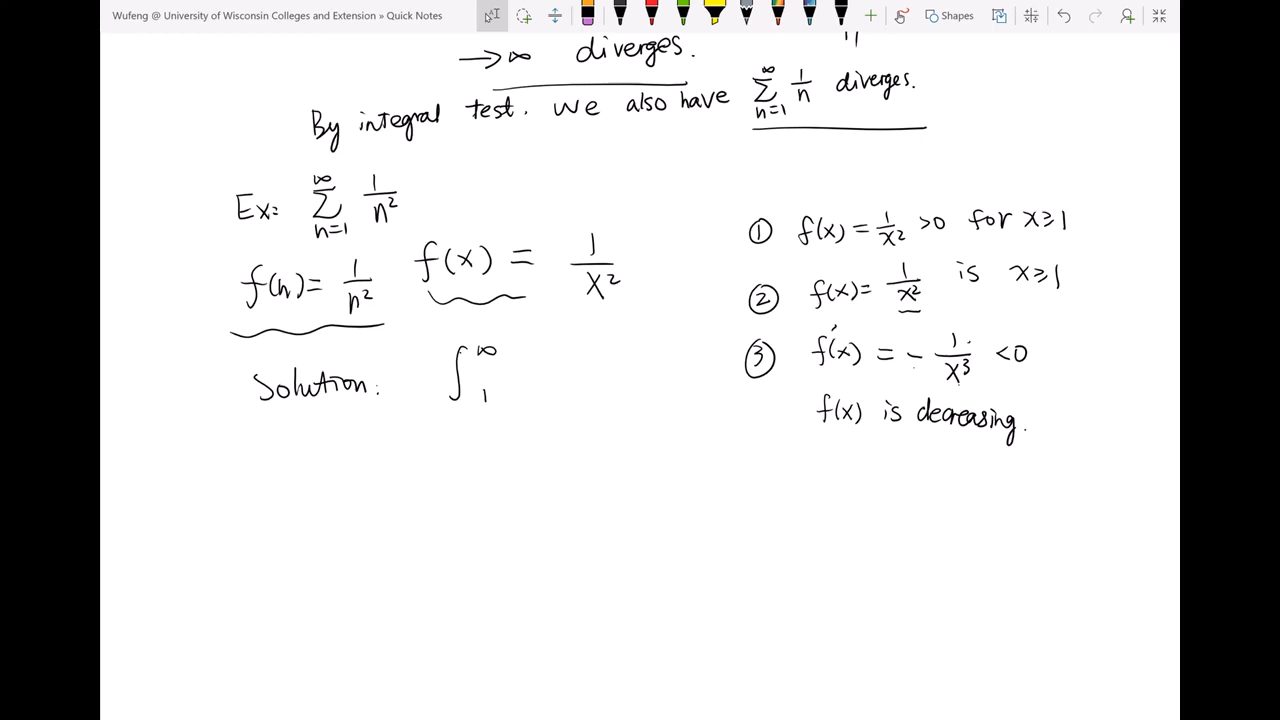 Wufeng @ University of Wisconsin Colleges and Extension » Quick Notes
Shapes
→∞ diverges.
By integral test. We also have ∑_{n=1}^{∞} 1/n diverges.
Ex: ∑_{n=1}^{∞} 1/n²
f(n) = 1/n² f(x) = 1/x²
Solution: ∫_1^∞
① f(x) = 1/x² >0 for x≥1
② f(x) = 1/x² is x≥1
③ f'(x) = - 1/x³ <0
f(x) is decreasing.